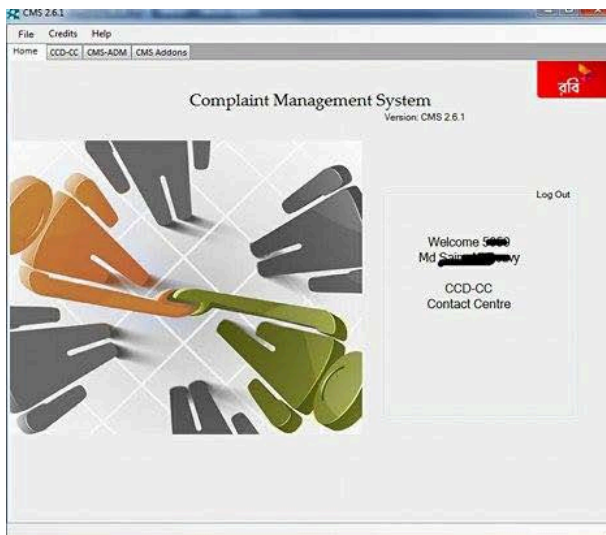 CMS 2.6.1
File Credits Help
Home CCD-CC CMS-ADM CMS Addons
রবি
Complaint Management System
Version: CMS 2.6.1
Log Out
Welcome
Md
CCD-CC
Contact Centre